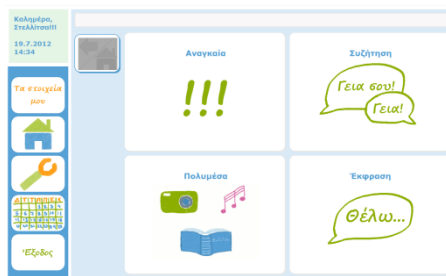 Καλημέρα,
Στελλίτσα!!!
19.7.2012
14:34
Τα στοιχεία
μου
Έξοδος
Αναγκαία
!!!
Συζήτηση
Γεια σου!
Γεια!
Πολυμέσα
Έκφραση
Θέλω...